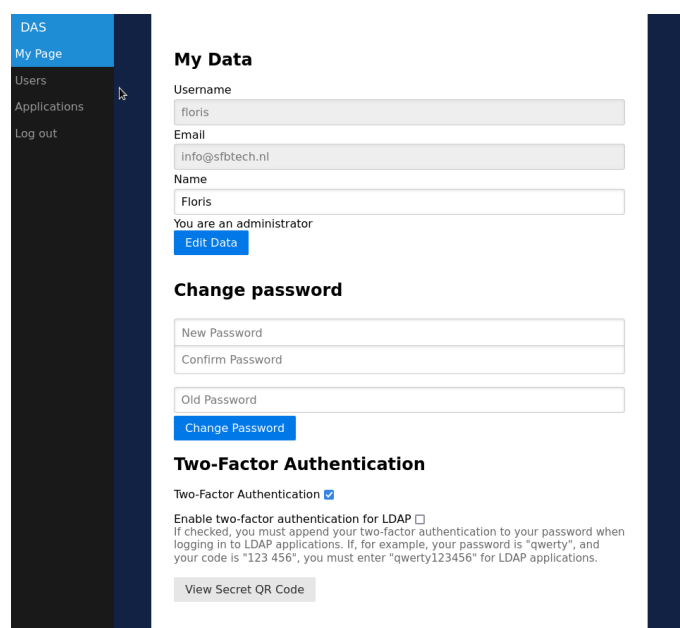 DAS
My Page
Users
Applications
Log out
My Data
Username
floris
Email
info@sfbtech.nl
Name
Floris
You are an administrator
Edit Data
Change password
New Password
Confirm Password
Old Password
Change Password
Two-Factor Authentication
Two-Factor Authentication
Enable two-factor authentication for LDAP
If checked, you must append your two-factor authentication to your password when
logging in to LDAP applications. If, for example, your password is "qwerty", and
your code is "123 456", you must enter "qwerty123456" for LDAP applications.
View Secret QR Code